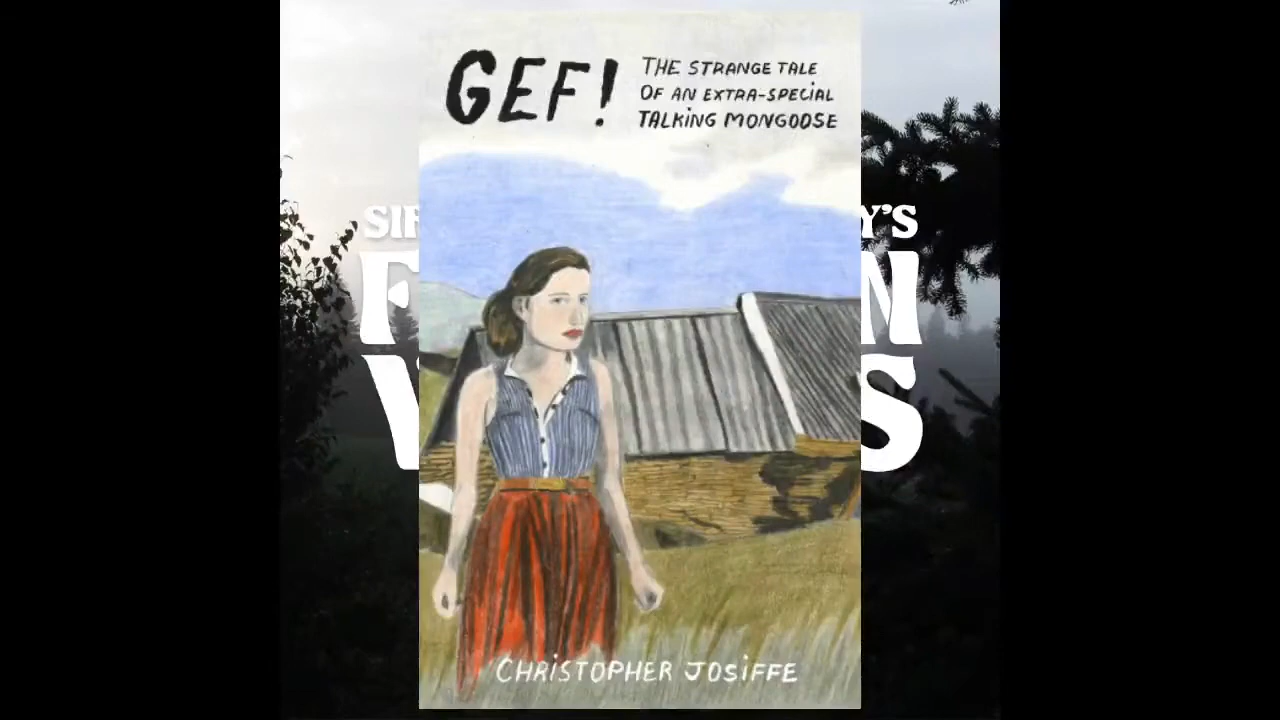 GEF!
THE STRANGE TALE
OF AN EXTRA-SPECIAL
TALKING MONGOOSE
CHRISTOPHER JOSIFFE